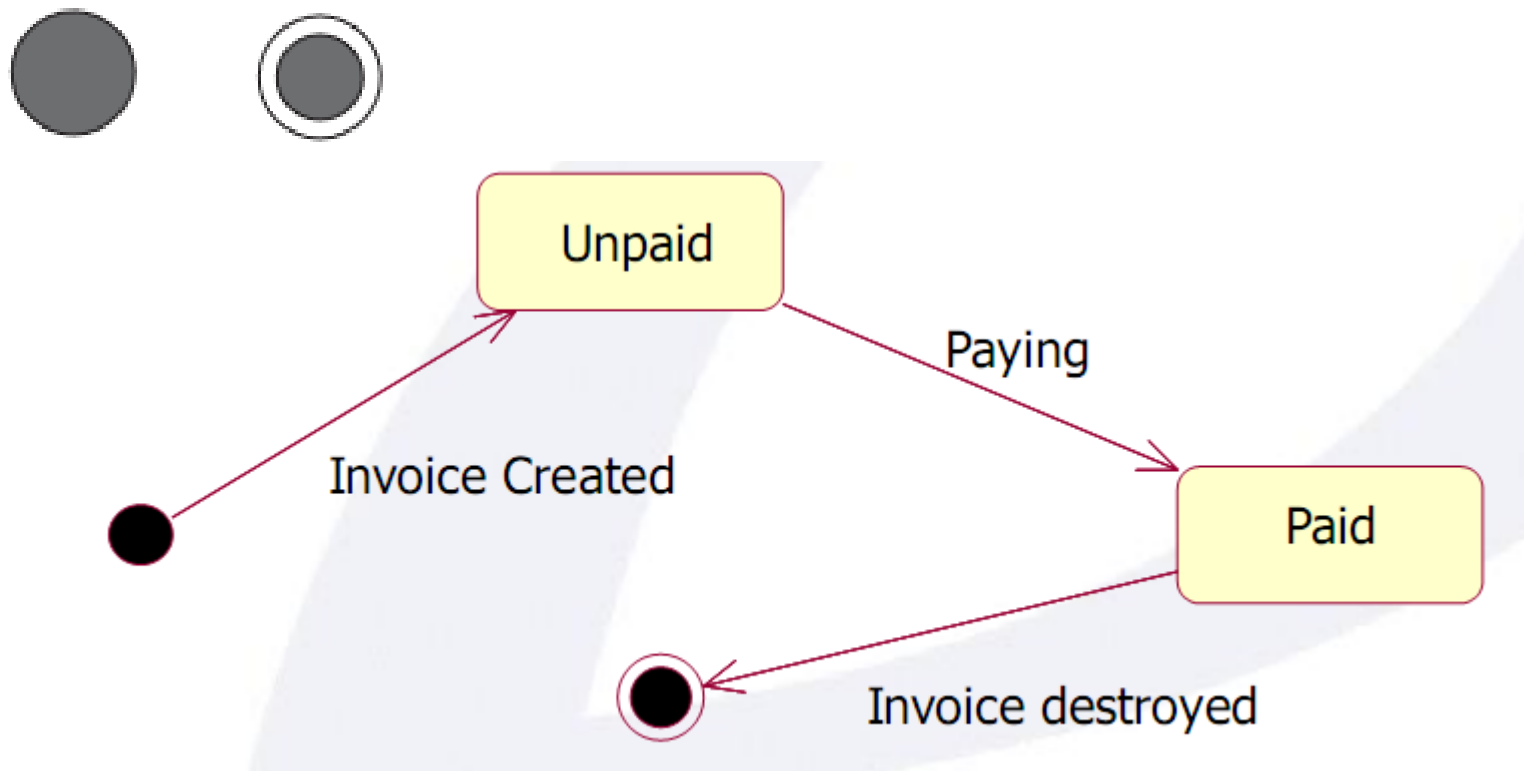 Unpaid
Paying
Invoice Created
Paid
Invoice destroyed